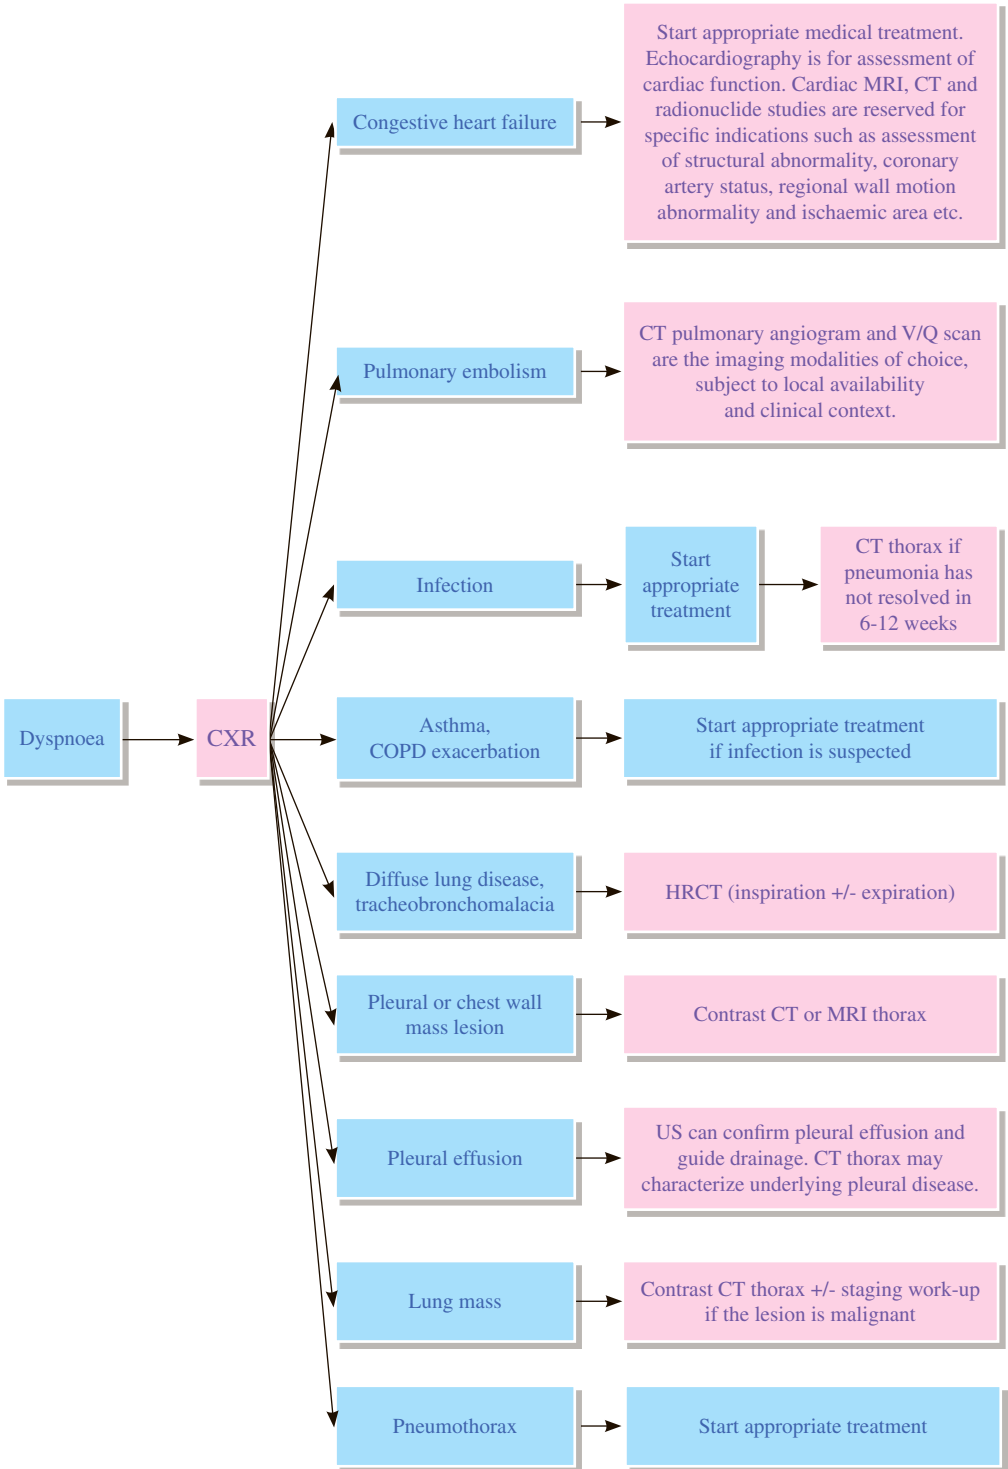 Start appropriate medical treatment.
Echocardiography is for assessment of
cardiac function. Cardiac MRI, CT and
radionuclide studies are reserved for
specific indications such as assessment
of structural abnormality, coronary
artery status, regional wall motion
abnormality and ischaemic area etc.
Congestive heart failure
CT pulmonary angiogram and V/Q scan
are the imaging modalities of choice,
subject to local availability
and clinical context.
Pulmonary embolism
Infection
Start
appropriate
treatment
CT thorax if
pneumonia has
not resolved in
6-12 weeks
Dyspnoea
CXR
Asthma,
COPD exacerbation
Start appropriate treatment
if infection is suspected
Diffuse lung disease,
tracheobronchomalacia
HRCT (inspiration +/- expiration)
Pleural or chest wall
mass lesion
Contrast CT or MRI thorax
Pleural effusion
US can confirm pleural effusion and
guide drainage. CT thorax may
characterize underlying pleural disease.
Lung mass
Contrast CT thorax +/- staging work-up
if the lesion is malignant
Pneumothorax
Start appropriate treatment